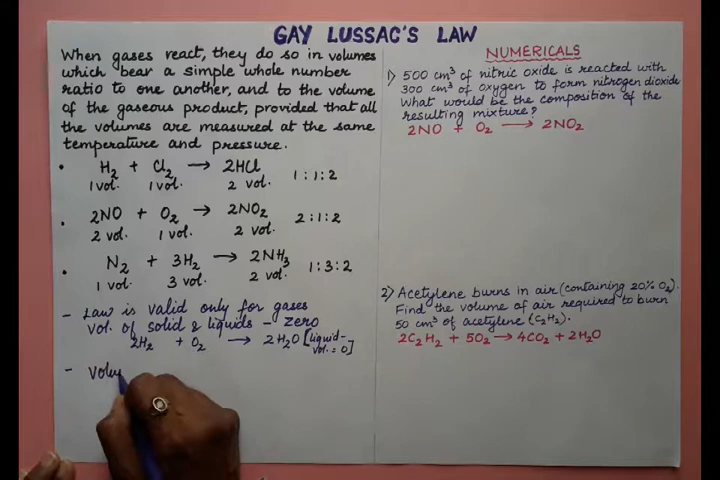 GAY LUSSAC'S LAW
When gases react, they do so in volumes
which bear a simple whole number
ratio to one another, and to the volume
of the gaseous product, provided that all
the volumes are measured at the same
temperature and pressure.
• H₂ + Cl₂ → 2HCl 1:1:2
1 vol. 1 vol. 2 vol.
• 2NO + O₂ → 2NO₂ 2:1:2
2 vol. 1 vol. 2 vol.
• N₂ + 3H₂ → 2NH₃ 1:3:2
1 vol. 3 vol. 2 vol.
- Law is valid only for gases
Vol. of solid & liquids - zero
2H₂ + O₂ → 2H₂O [liquid-
vol. = 0]
- Volu
NUMERICALS
1) 500 cm³ of nitric oxide is reacted with
300 cm³ of oxygen to form nitrogen dioxide
What would be the composition of the
resulting mixture?
2NO + O₂ → 2NO₂
2) Acetylene burns in air (containing 20% O₂).
Find the volume of air required to burn
50 cm³ of acetylene (C₂H₂).
2C₂H₂ + 5O₂ → 4CO₂ + 2H₂O